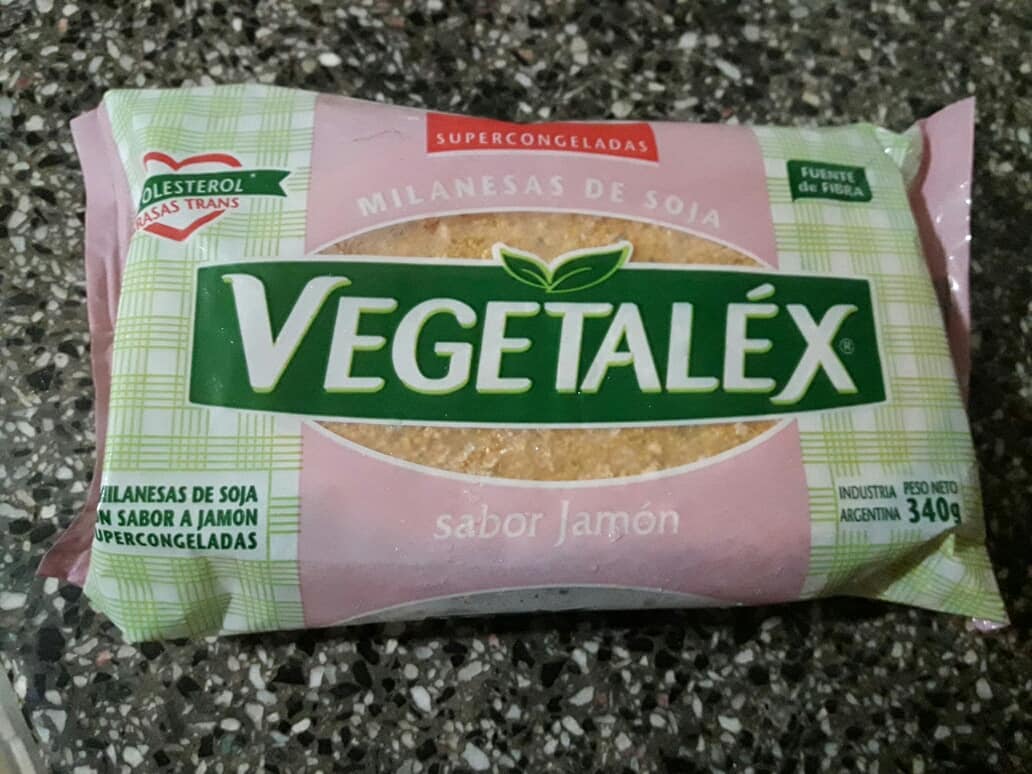 SUPERCONGELADAS
MILANESAS DE SOJA
OLESTEROL
RASAS TRANS
FUENTE
de FIBRA
VEGETALÉX®
sabor Jamón
MILANESAS DE SOJA
N SABOR A JAMON
UPERCONGELADAS
INDUSTRIA
ARGENTINA
PESO NETO
340g